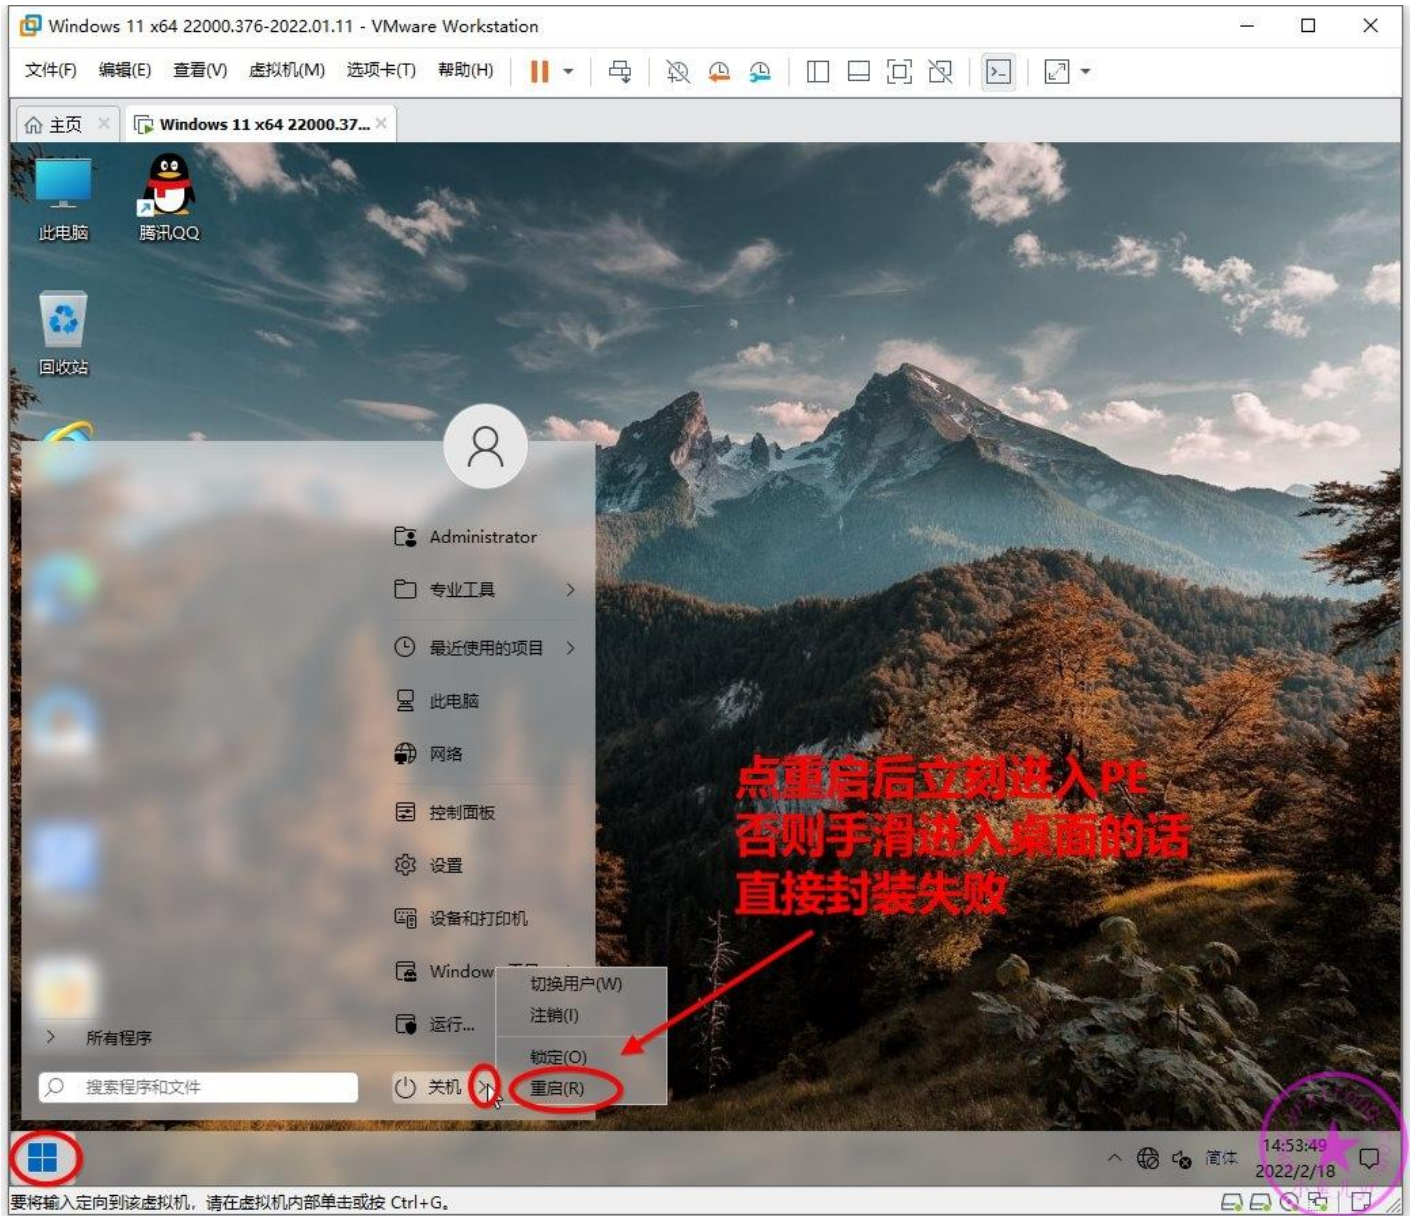 Windows 11 x64 22000.376-2022.01.11 - VMware Workstation
文件(F) 编辑(E) 查看(V) 虚拟机(M) 选项卡(T) 帮助(H)
主页 Windows 11 x64 22000.37...
此电脑 腾讯QQ
回收站
Administrator
专业工具
最近使用的项目
此电脑
网络
控制面板
设置
设备和打印机
Window
运行...
所有程序
搜索程序和文件
关机
切换用户(W)
注销(I)
锁定(O)
重启(R)
点重启后立刻进入PE
否则手滑进入桌面的话
直接封装失败
简体
14:53:49
2022/2/18
要将输入定向到该虚拟机，请在虚拟机内部单击或按 Ctrl+G。